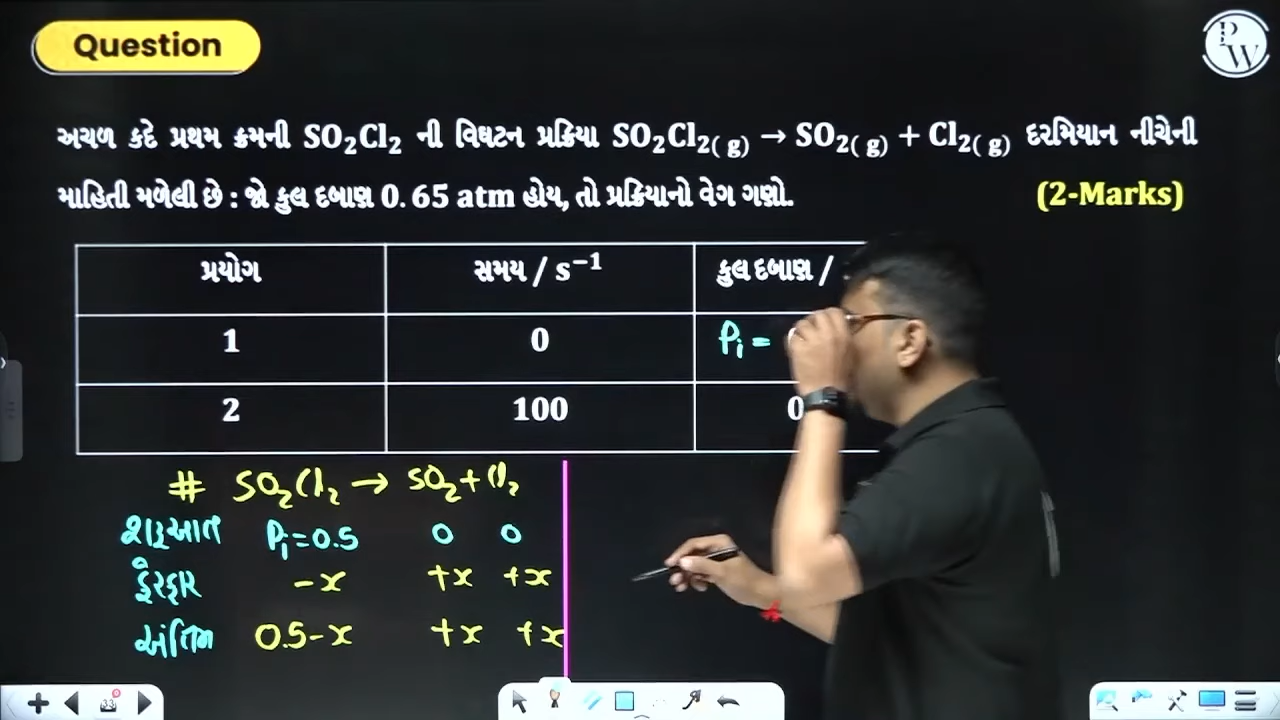 Question
PW
અચળ કદે પ્રથમ ક્રમની SO₂Cl₂ ની વિઘટન પ્રક્રિયા SO₂Cl₂( g) → SO₂( g) + Cl₂( g) દરમિયાન નીચેની
માહિતી મળેલી છે : જો કુલ દબાણ 0.65 atm હોય, તો પ્રક્રિયાનો વેગ ગણો. (2-Marks)
પ્રયોગ સમય / s⁻¹ કુલ દબાણ /
1 0 Pᵢ =
2 100 0
# SO₂Cl₂ → SO₂ + Cl₂
શરૂઆત Pᵢ = 0.5 0 0
ફેરફાર -x +x +x
અંતિમ 0.5-x +x +x
33